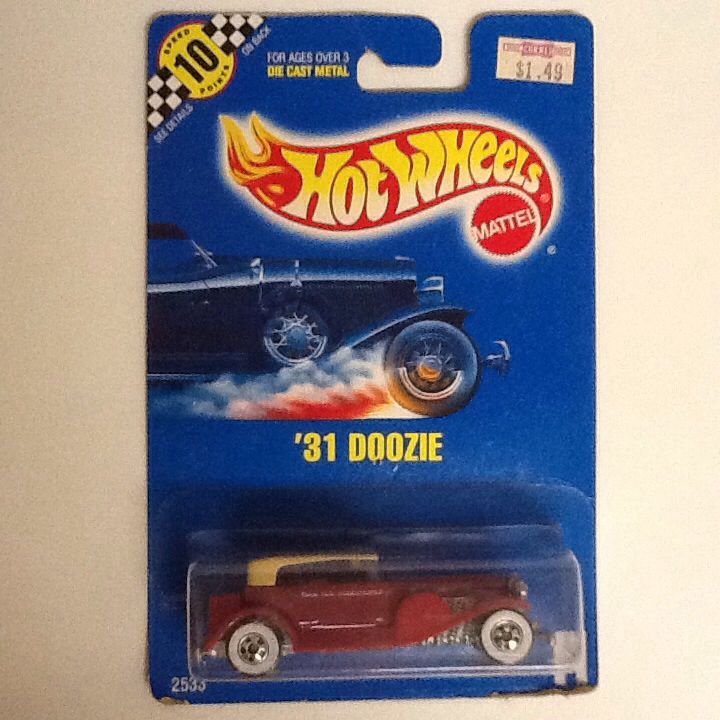 SPEED
10
POINTS
SEE DETAILS
ON BACK
FOR AGES OVER 3
DIE CAST METAL
$1.49
HOT WHEELS®
MATTEL
®
'31 DOOZIE
2533